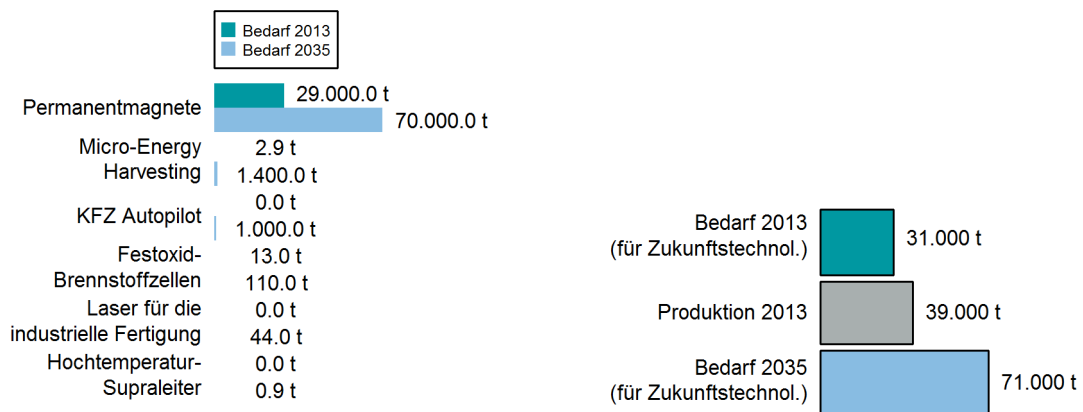 Bedarf 2013
Bedarf 2035
Permanentmagnete
29.000.0 t
70.000.0 t
Micro-Energy
Harvesting
2.9 t
1.400.0 t
KFZ Autopilot
0.0 t
1.000.0 t
Festoxid-
Brennstoffzellen
13.0 t
110.0 t
Laser für die
industrielle Fertigung
0.0 t
44.0 t
Hochtemperatur-
Supraleiter
0.0 t
0.9 t
Bedarf 2013
(für Zukunftstechnol.)
31.000 t
Produktion 2013
39.000 t
Bedarf 2035
(für Zukunftstechnol.)
71.000 t